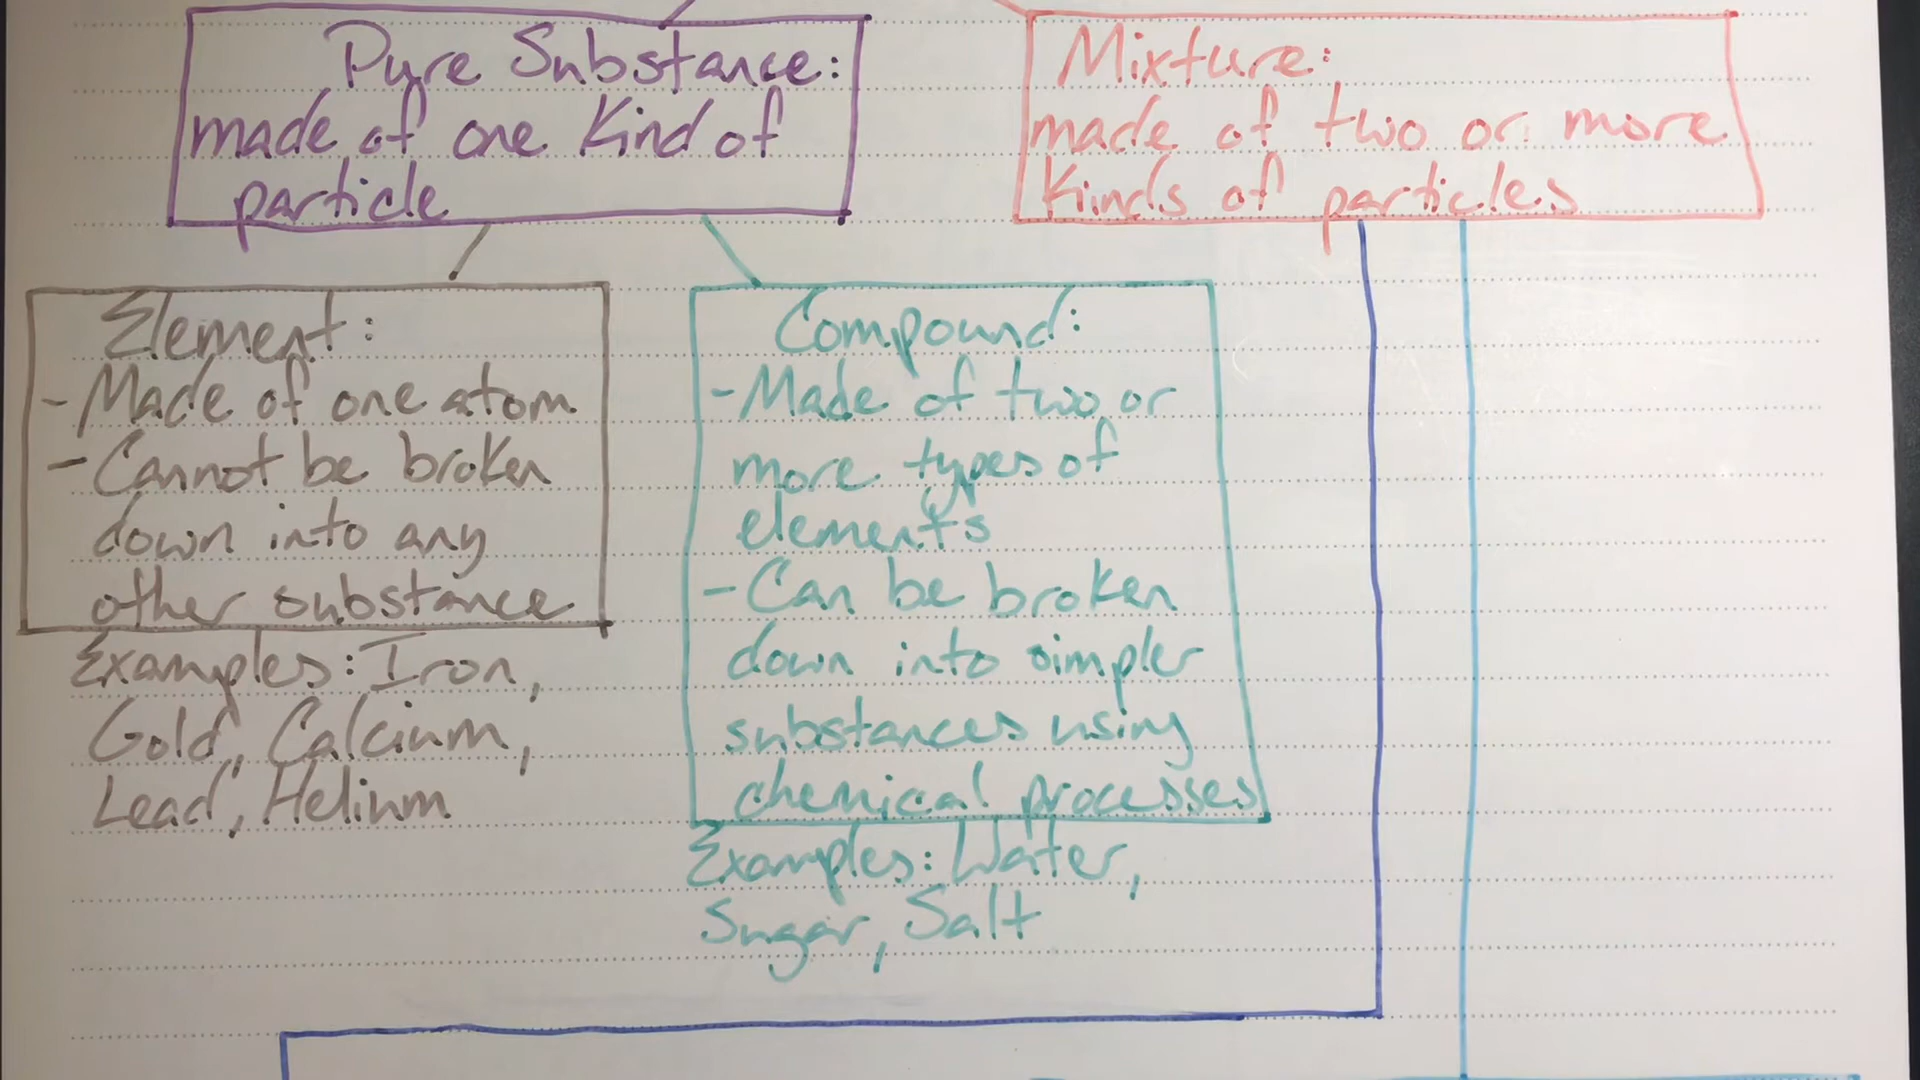 Pure Substance:
made of one Kind of
particle
Mixture:
made of two or more
Kinds of particles
Element:
- Made of one atom
- Cannot be broken
down into any
other substance
Examples: Iron,
Gold, Calcium,
Lead, Helium
Compound:
- Made of two or
more types of
elements
- Can be broken
down into simpler
substances using
chemical processes
Examples: Water,
Sugar, Salt